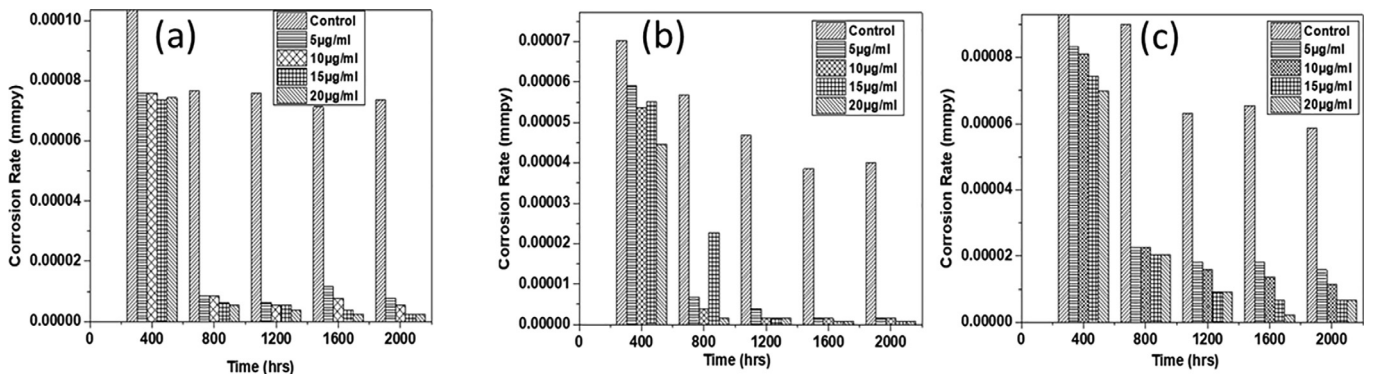 (a)
Control
5µg/ml
10µg/ml
15µg/ml
20µg/ml
0.00010
0.00008
0.00006
0.00004
0.00002
0.00000
Corrosion Rate (mmpy)
0 400 800 1200 1600 2000
Time (hrs)
(b)
Control
5µg/ml
10µg/ml
15µg/ml
20µg/ml
0.00007
0.00006
0.00005
0.00004
0.00003
0.00002
0.00001
0.00000
Corrosion Rate (mmpy)
0 400 800 1200 1600 2000
Time (hrs)
(c)
Control
5µg/ml
10µg/ml
15µg/ml
20µg/ml
0.00008
0.00006
0.00004
0.00002
0.00000
Corrosion Rate (mmpy)
0 400 800 1200 1600 2000
Time (hrs)